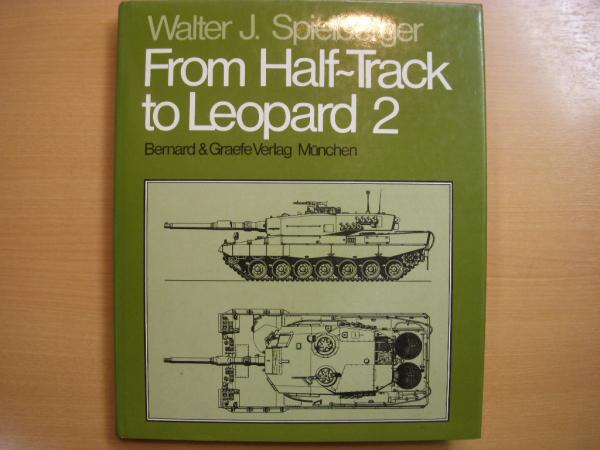 Walter J. Spielberger
From Half-Track
to Leopard 2
Bernard & Graefe Verlag München